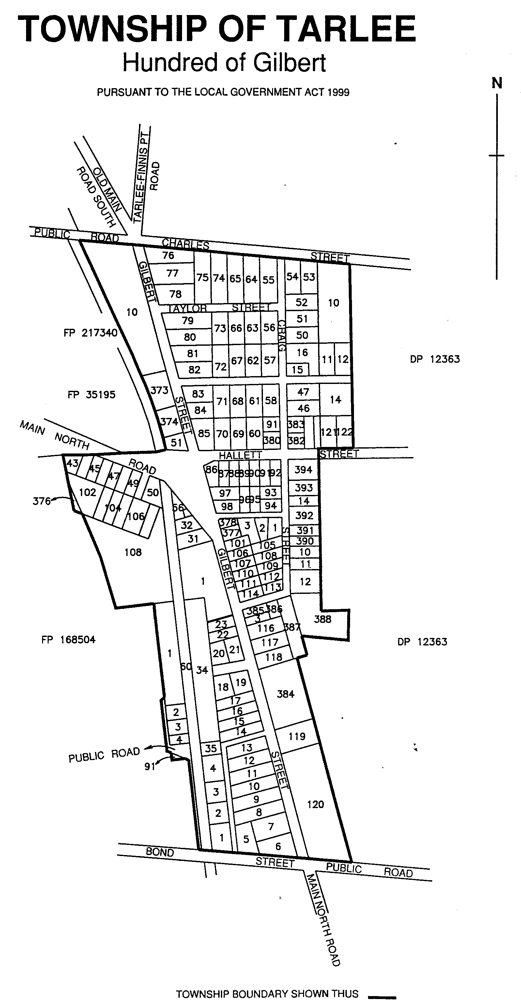 TOWNSHIP OF TARLEE
Hundred of Gilbert
PURSUANT TO THE LOCAL GOVERNMENT ACT 1999
N
TARLEE-FINNIS PT
ROAD
OLD MAIN
ROAD SOUTH
PUBLIC ROAD
CHARLES STREET
76
77
78
75 74 65 64 55
54 53
52
51
50
10
10
GILBERT
TAYLOR STREET
79
80
81
82
73 66 63 56
72 67 62 57
CRAIG
16
15
11 12
FP 217340
DP 12363
FP 35195
373
374
51
STREET
83
84
85
71 68 61 58
70 69 60
91
380
47
46
14
383
382
121 122
MAIN NORTH
ROAD
HALLETT STREET
43 45 47 49 50
102 104 106
376
108
86 87 88 89 90 91 92
97
98
96 95
93
94
394
393
14
392
391
390
10
11
12
56
32
31
1
378
377
3 2 1
101 105
106 108
107 109
110 112
111 113
114
GILBERT
STREET
385 386
3
116
117
118
387
388
FP 168504
DP 12363
23
22
20 21
1
60
34
18 19
17
16
15
14
384
119
2
3
4
PUBLIC ROAD
91
35
4
3
2
1
13
12
11
10
9
8
7
5
6
STREET
120
BOND STREET
PUBLIC ROAD
MAIN NORTH ROAD
TOWNSHIP BOUNDARY SHOWN THUS